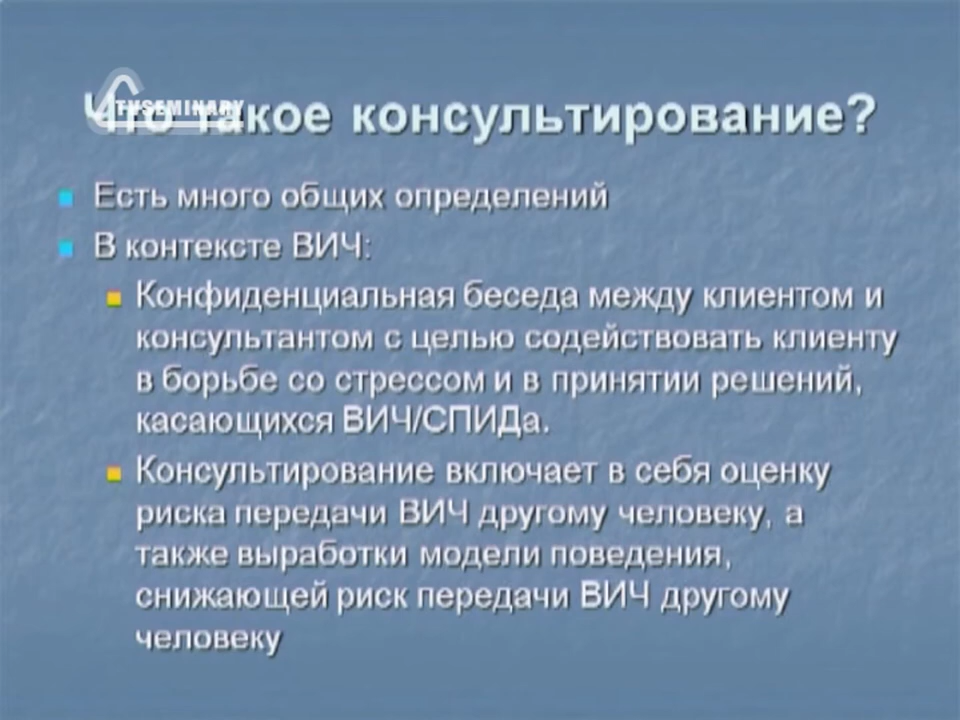 TVSEMINARY
Что такое консультирование?
Есть много общих определений
В контексте ВИЧ:
Конфиденциальная беседа между клиентом и
консультантом с целью содействовать клиенту
в борьбе со стрессом и в принятии решений,
касающихся ВИЧ/СПИДа.
Консультирование включает в себя оценку
риска передачи ВИЧ другому человеку, а
также выработки модели поведения,
снижающей риск передачи ВИЧ другому
человеку